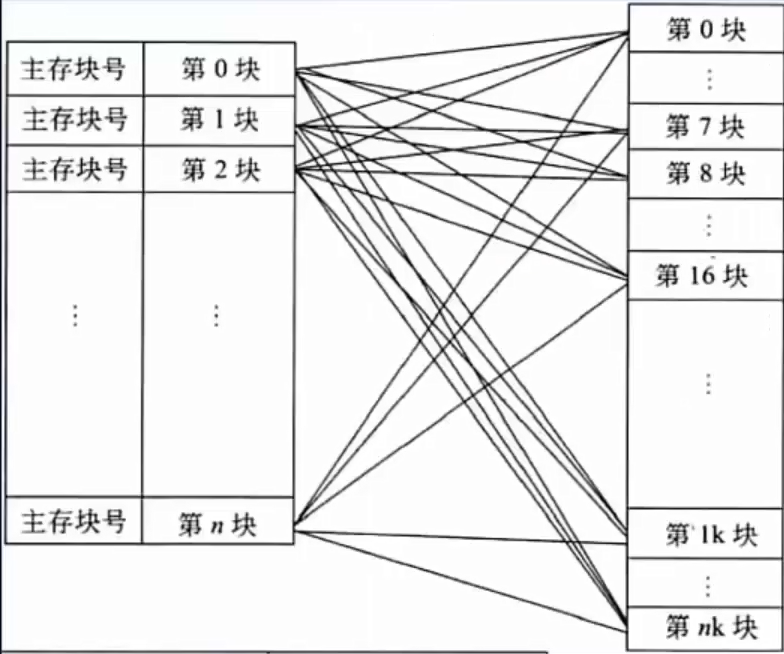 主存块号 第 0 块
主存块号 第 1 块
主存块号 第 2 块
⋮ ⋮
主存块号 第 n 块
第 0 块
⋮
第 7 块
第 8 块
⋮
第 16 块
⋮
第 1k 块
⋮
第 nk 块